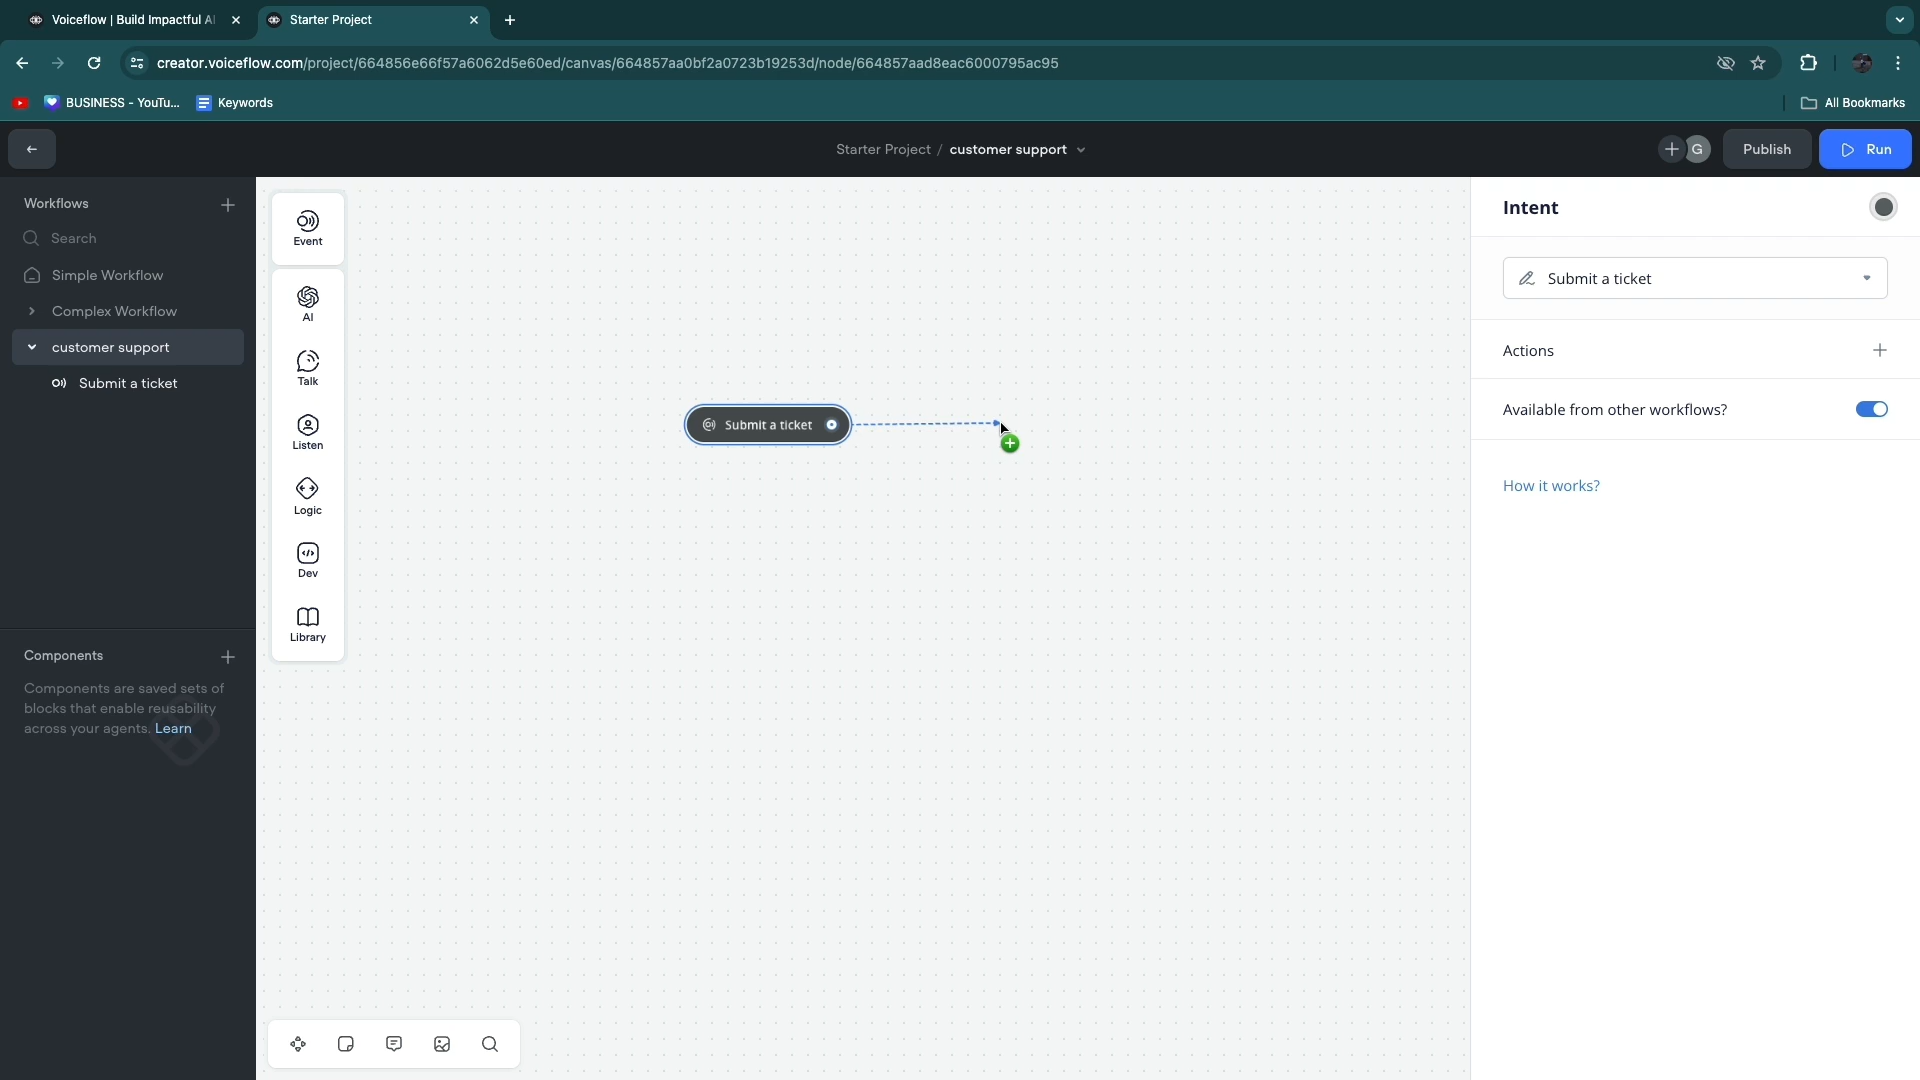 Voiceflow | Build Impactful AI
Starter Project
creator.voiceflow.com/project/664856e66f57a6062d5e60ed/canvas/664857aa0bf2a0723b19253d/node/664857aad8eac6000795ac95
BUSINESS - YouTu...
Keywords
All Bookmarks
Starter Project / customer support
G
Publish
Run
Workflows
Search
Simple Workflow
Complex Workflow
customer support
Submit a ticket
Components
Components are saved sets of
blocks that enable reusability
across your agents. Learn
Event
AI
Talk
Listen
Logic
Dev
Library
Submit a ticket
Intent
Submit a ticket
Actions
Available from other workflows?
How it works?